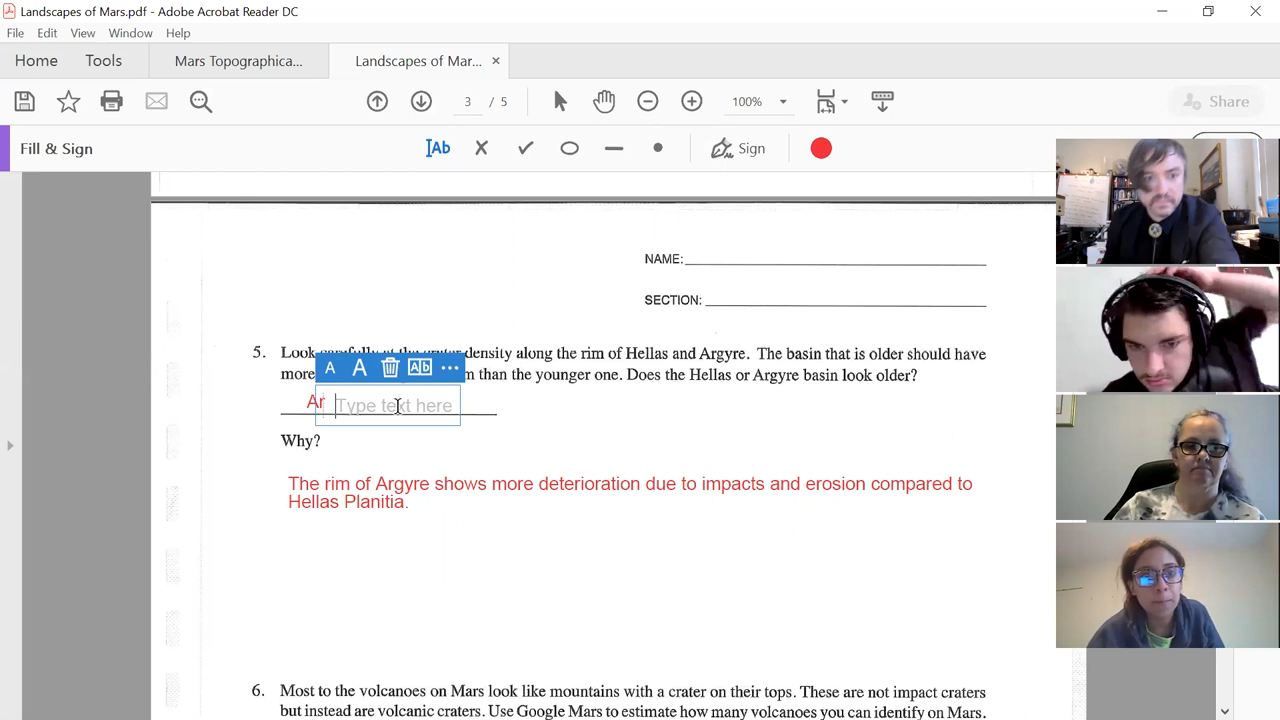 Landscapes of Mars.pdf - Adobe Acrobat Reader DC
File Edit View Window Help
Home Tools Mars Topographica... Landscapes of Mar... ×
3 / 5 100% Share
Fill & Sign Ab Sign
NAME:
SECTION:
5. Look carefully at the crater density along the rim of Hellas and Argyre. The basin that is older should have
more than the younger one. Does the Hellas or Argyre basin look older?
A A Ab
Ar Type text here
Why?
The rim of Argyre shows more deterioration due to impacts and erosion compared to
Hellas Planitia.
6. Most to the volcanoes on Mars look like mountains with a crater on their tops. These are not impact craters
but instead are volcanic craters. Use Google Mars to estimate how many volcanoes you can identify on Mars.